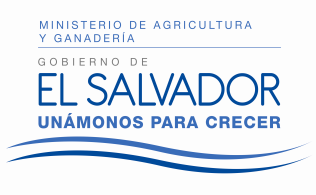 MINISTERIO DE AGRICULTURA
Y GANADERÍA
GOBIERNO DE
EL SALVADOR
UNÁMONOS PARA CRECER